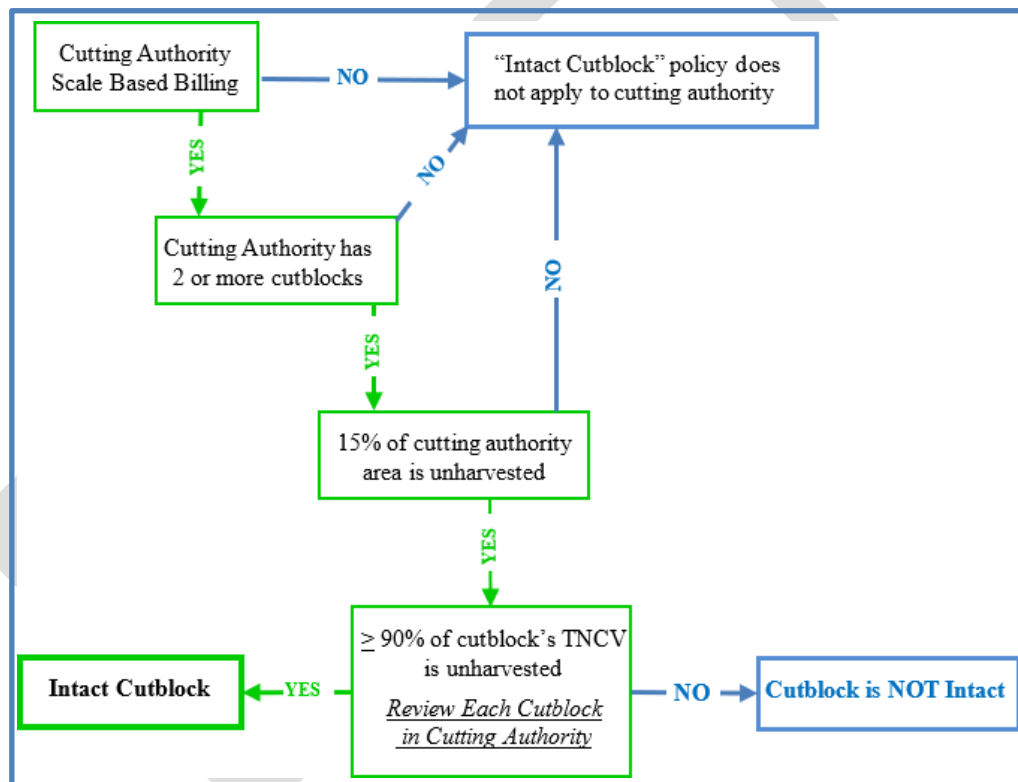 Cutting Authority
Scale Based Billing
NO
“Intact Cutblock” policy does
not apply to cutting authority
YES
NO
Cutting Authority has
2 or more cutblocks
NO
YES
15% of cutting authority
area is unharvested
YES
≥ 90% of cutblock’s TNCV
is unharvested
Review Each Cutblock
in Cutting Authority
Intact Cutblock
YES
NO
Cutblock is NOT Intact